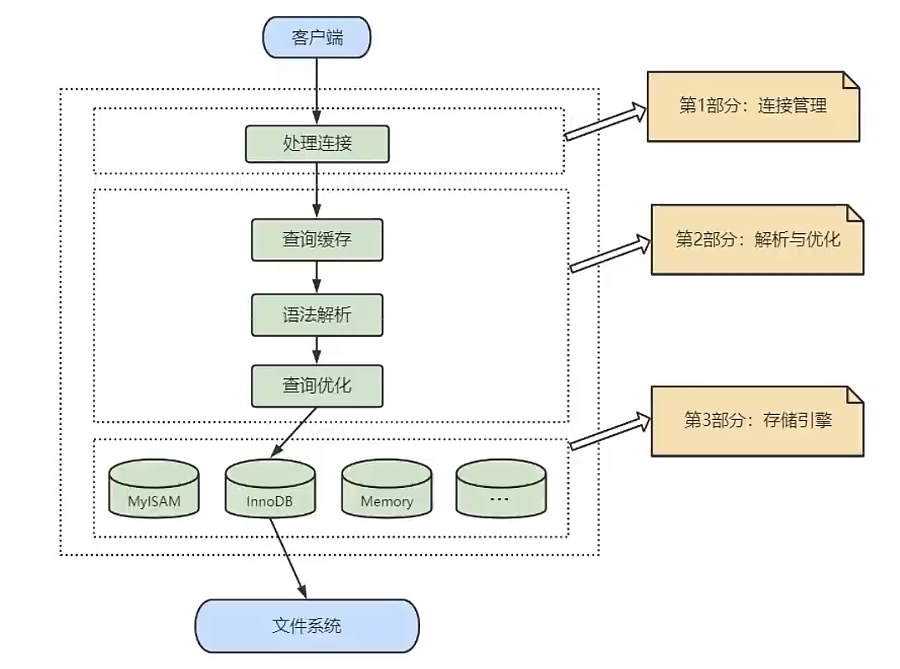 客户端
处理连接
第1部分：连接管理
查询缓存
第2部分：解析与优化
语法解析
查询优化
第3部分：存储引擎
MyISAM
InnoDB
Memory
...
文件系统